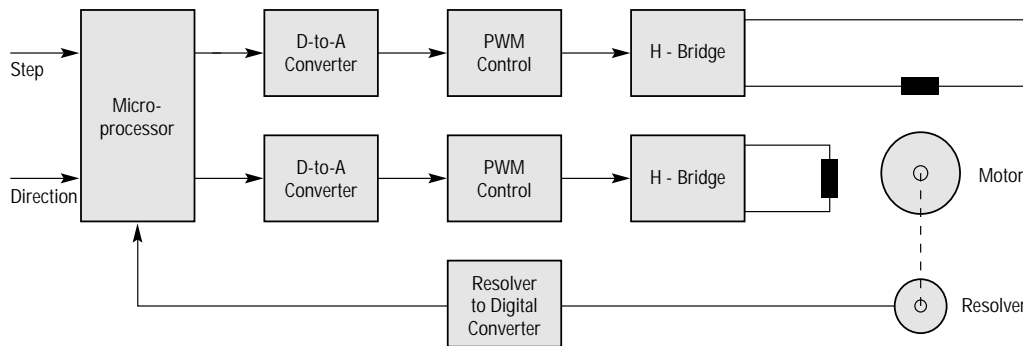 Step
Direction
Micro-
processor
D-to-A
Converter
PWM
Control
H - Bridge
D-to-A
Converter
PWM
Control
H - Bridge
Motor
Resolver
to Digital
Converter
Resolver